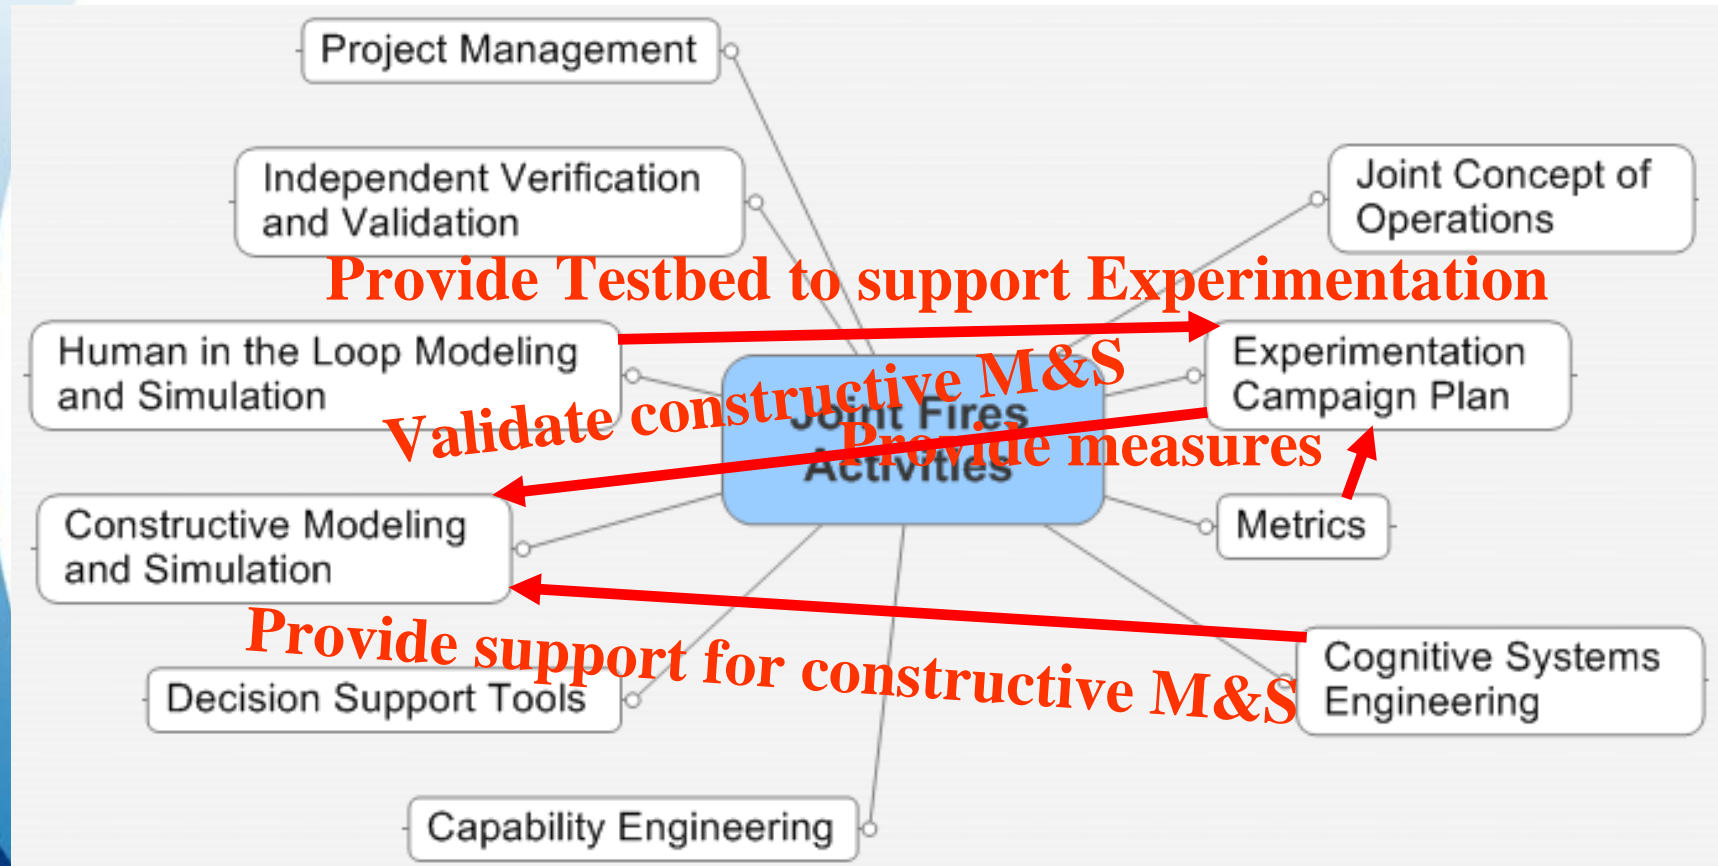 Project Management
Independent Verification
and Validation
Joint Concept of
Operations
Provide Testbed to support Experimentation
Human in the Loop Modeling
and Simulation
Experimentation
Campaign Plan
Validate constructive M&S
Joint Fires
Activities
Provide measures
Constructive Modeling
and Simulation
Metrics
Provide support for constructive M&S
Cognitive Systems
Engineering
Decision Support Tools
Capability Engineering